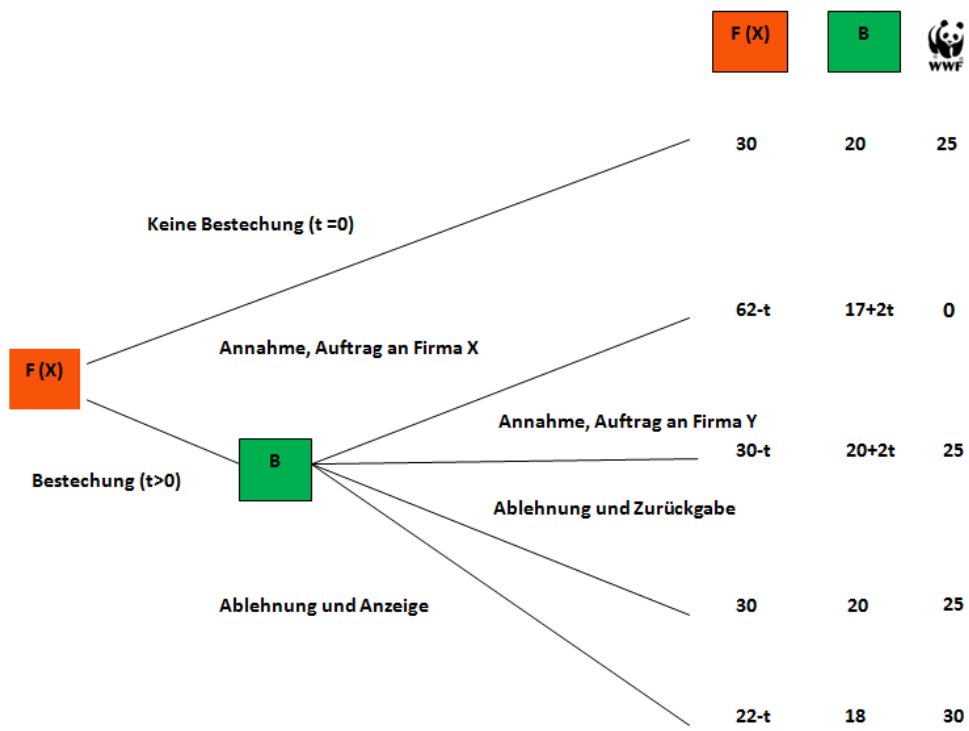 F (X) B
WWF
30 20 25
Keine Bestechung (t =0)
62-t 17+2t 0
Annahme, Auftrag an Firma X
F (X)
Annahme, Auftrag an Firma Y
30-t 20+2t 25
B
Bestechung (t>0)
Ablehnung und Zurückgabe
Ablehnung und Anzeige
30 20 25
22-t 18 30